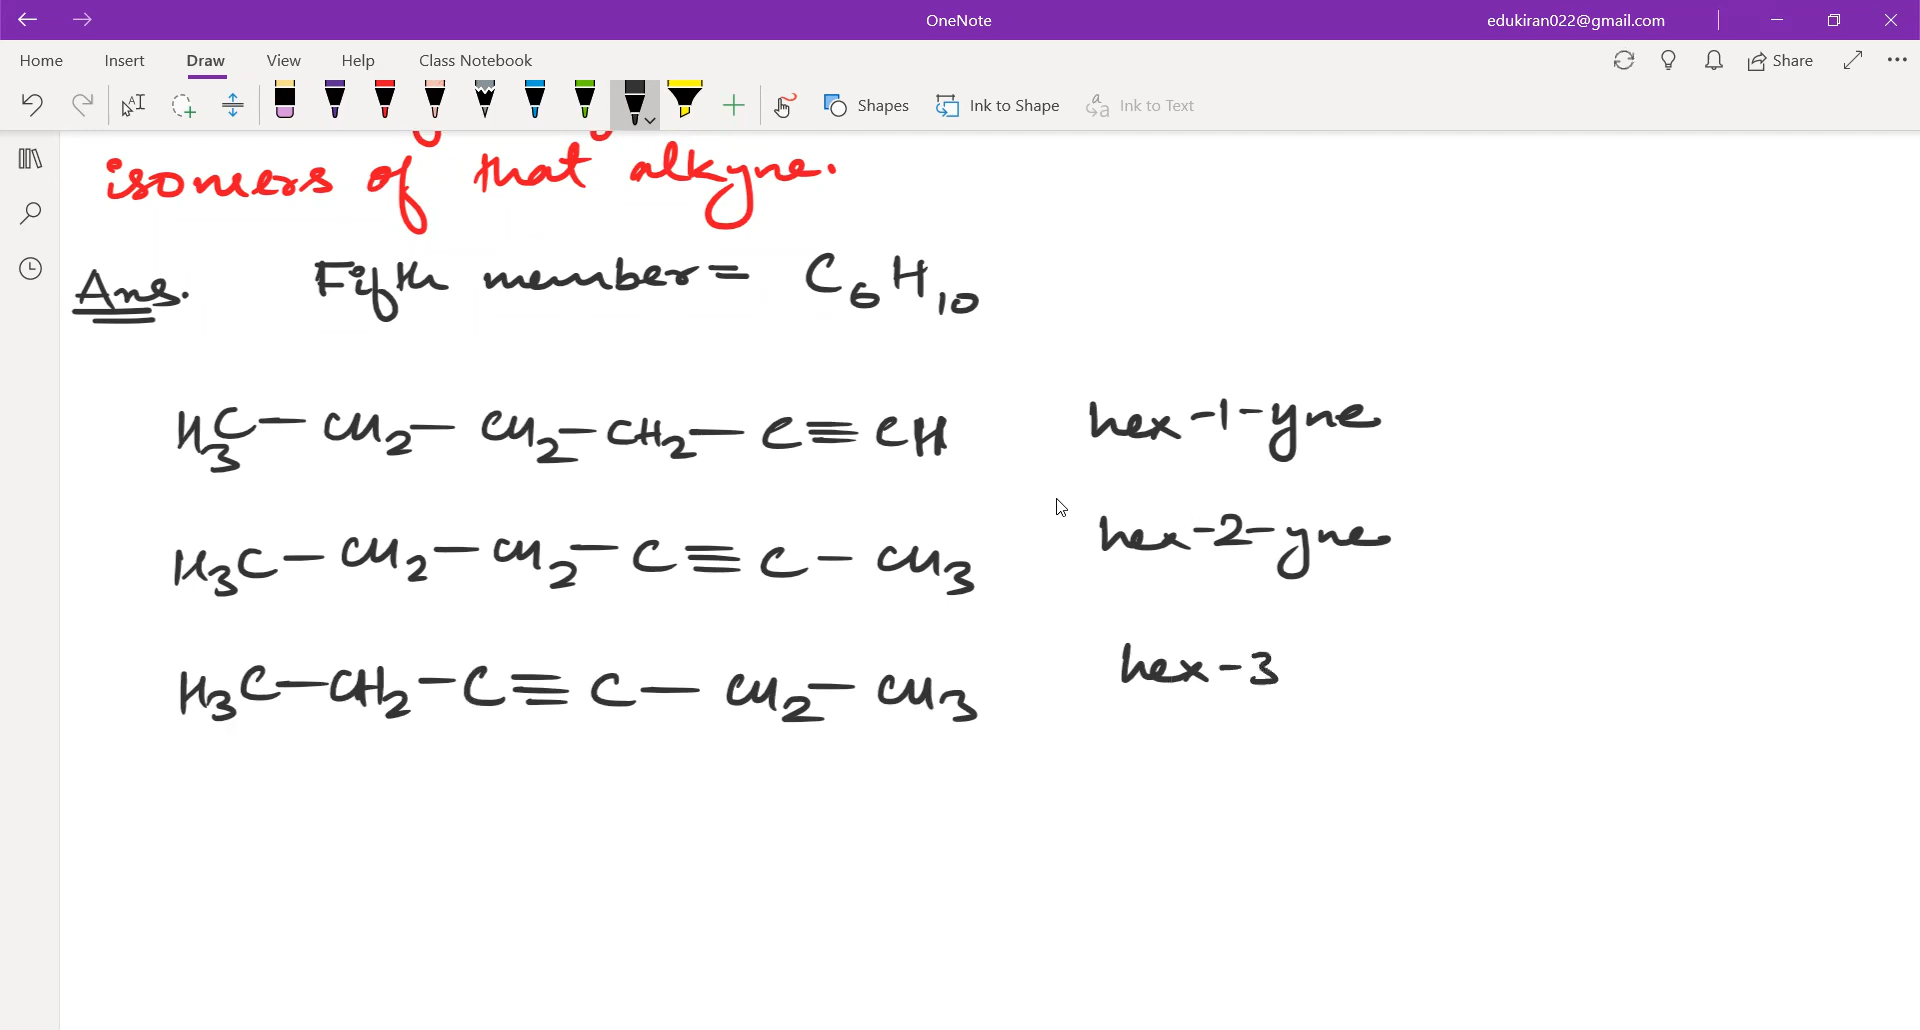 OneNote
edukiran022@gmail.com
Home Insert Draw View Help Class Notebook
Share
Shapes Ink to Shape Ink to Text
isomers of that alkyne.
Ans. Fifth member = C6H10
H3C – CH2 – CH2 – CH2 – C ≡ CH hex-1-yne
H3C – CH2 – CH2 – C ≡ C – CH3 hex-2-yne
H3C – CH2 – C ≡ C – CH2 – CH3 hex-3